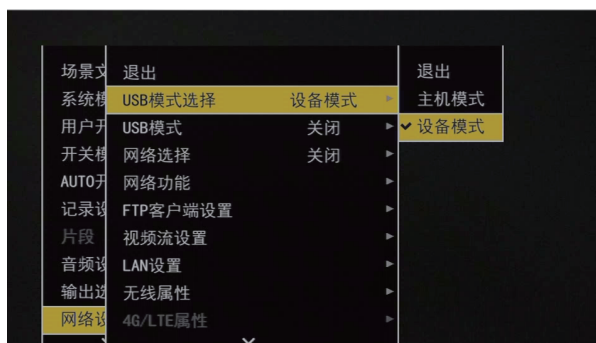 场景文
退出
退出
系统模
USB模式选择 设备模式
主机模式
用户开
USB模式 关闭
设备模式
开关模
网络选择 关闭
AUTO开
网络功能
记录设
FTP客户端设置
片段
视频流设置
音频设
LAN设置
输出选
无线属性
网络设
4G/LTE属性